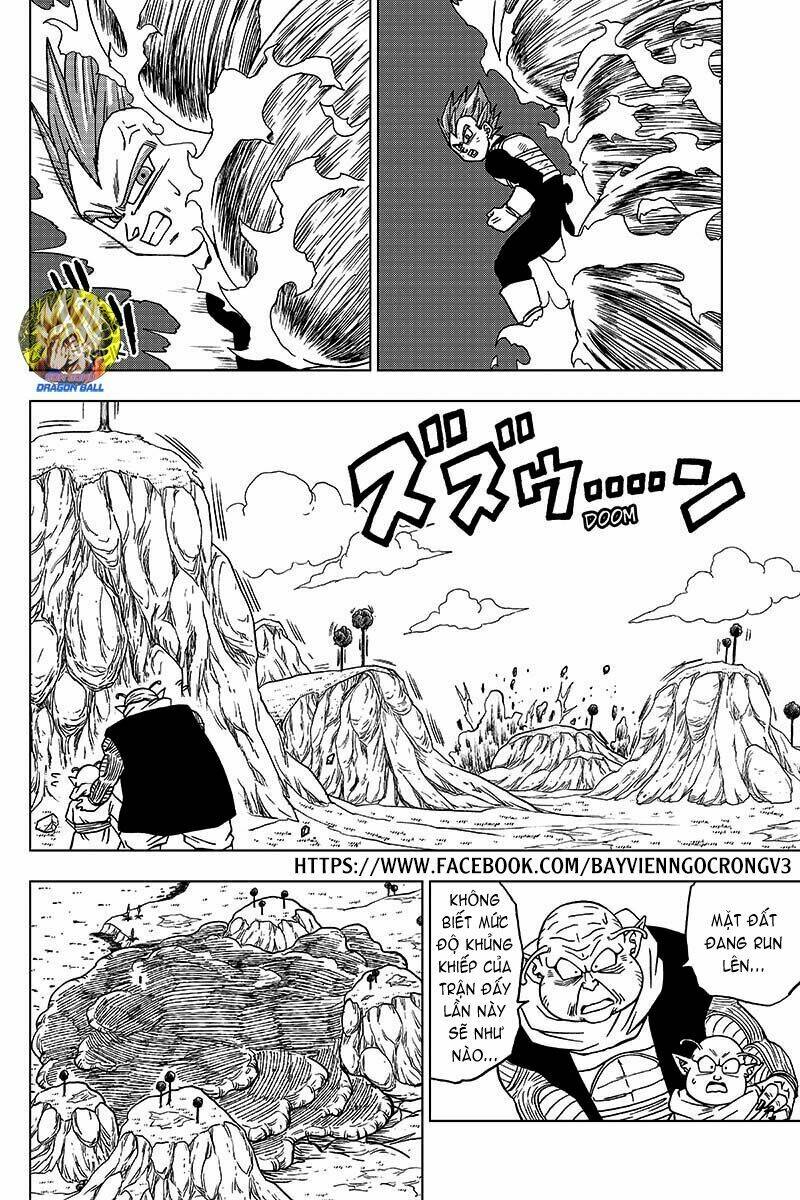 DRAGON BALL
ズズゥ・・・・・ン
DOOM
HTTPS://WWW.FACEBOOK.COM/BAYVIENNGOCRONGV3
MẶT ĐẤT
ĐANG RUN
LÊN...
KHÔNG
BIẾT MỨC
ĐỘ KHỦNG
KHIẾP CỦA
TRẬN ĐẤY
LẦN NÀY
SẼ NHƯ
NÀO...